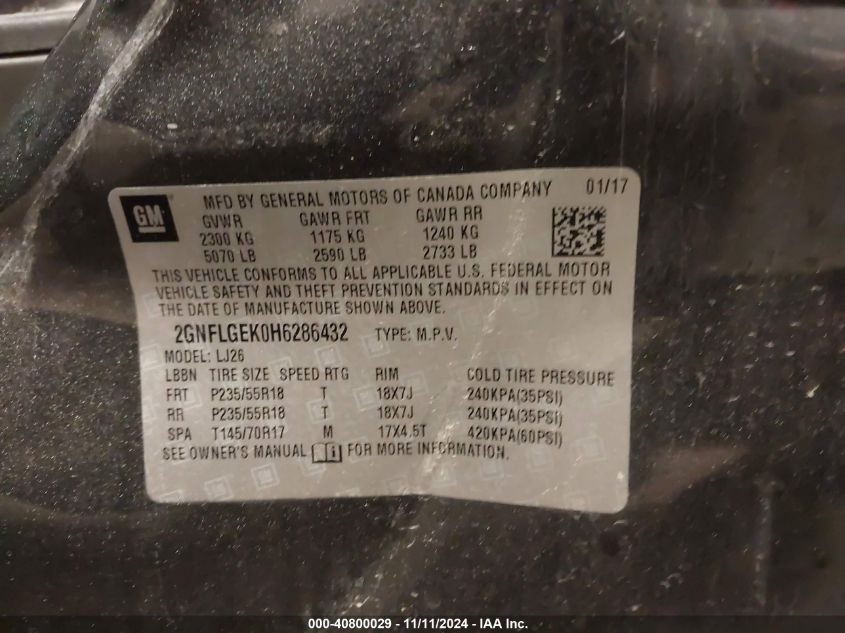 GM
MFD BY GENERAL MOTORS OF CANADA COMPANY 01/17
GVWR GAWR FRT GAWR RR
2300 KG 1175 KG 1240 KG
5070 LB 2590 LB 2733 LB
THIS VEHICLE CONFORMS TO ALL APPLICABLE U.S. FEDERAL MOTOR
VEHICLE SAFETY AND THEFT PREVENTION STANDARDS IN EFFECT ON
THE DATE OF MANUFACTURE SHOWN ABOVE.
2GNFLGEK0H6286432 TYPE: M.P.V.
MODEL: LJ26
LBBN TIRE SIZE SPEED RTG RIM COLD TIRE PRESSURE
FRT P235/55R18 T 18X7J 240KPA(35PSI)
RR P235/55R18 T 18X7J 240KPA(35PSI)
SPA T145/70R17 M 17X4.5T 420KPA(60PSI)
SEE OWNER'S MANUAL FOR MORE INFORMATION.
000-40800029 - 11/11/2024 - IAA Inc.